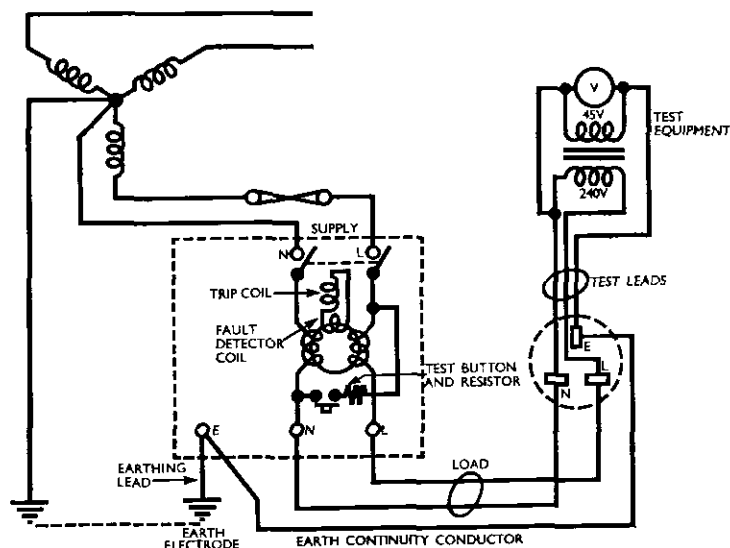 V
45V
TEST
EQUIPMENT
240V
SUPPLY
N
L
TRIP COIL
TEST LEADS
FAULT
DETECTOR
COIL
E
TEST BUTTON
AND RESISTOR
L
N
E
N
L
EARTHING
LEAD
LOAD
EARTH
ELECTRODE
EARTH CONTINUITY CONDUCTOR